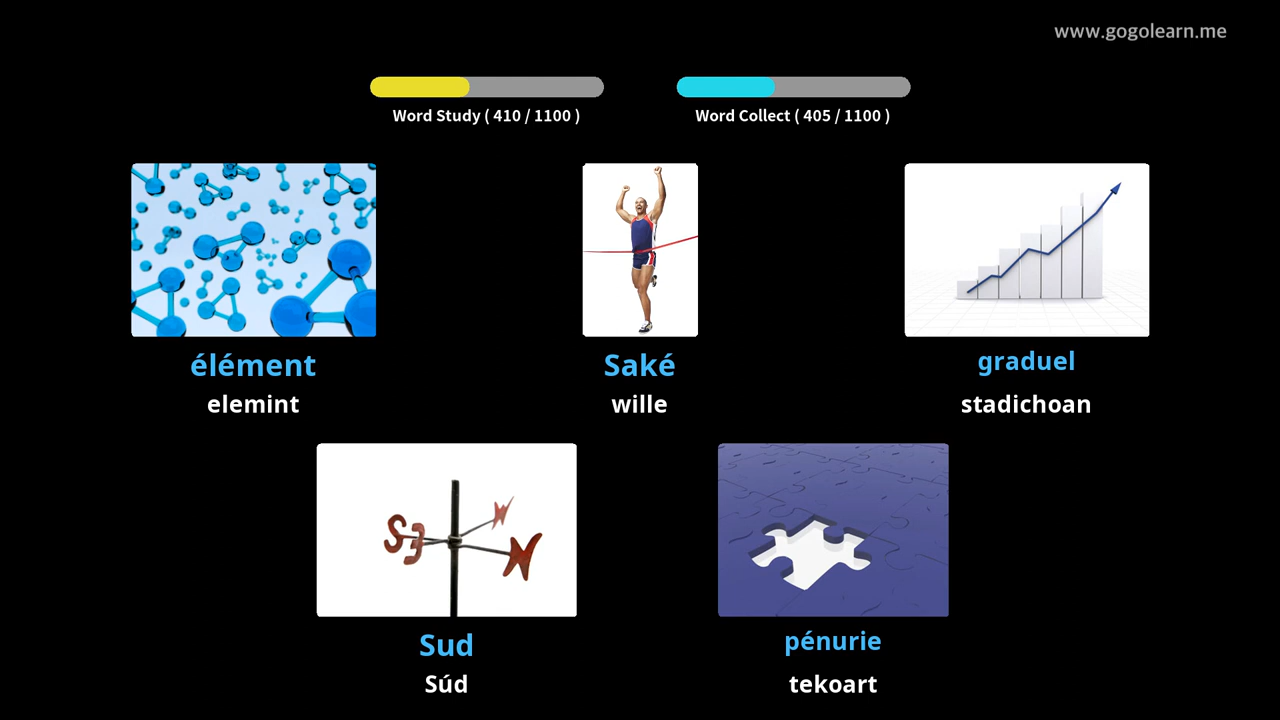 www.gogolearn.me
Word Study ( 410 / 1100 )
Word Collect ( 405 / 1100 )
élément
elemint
Saké
wille
graduel
stadichoan
S
E
N
Sud
Súd
pénurie
tekoart